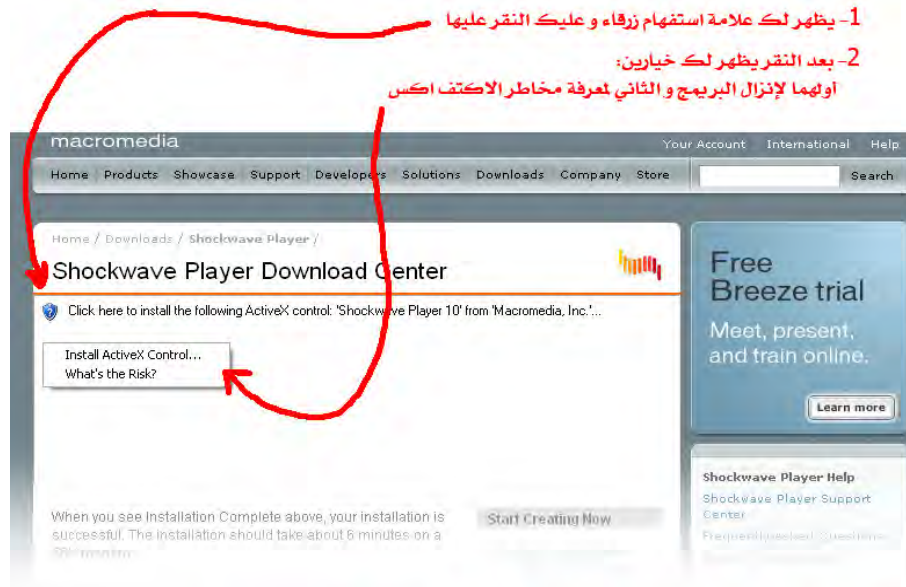 1- يظهر لك علامة استفهام زرقاء و عليك النقر عليها
2- بعد النقر يظهر لك خيارين:
اولهما لإنزال البريمج و الثاني لمعرفة مخاطر الاكتف اكس
macromedia
Your Account International Help
Home Products Showcase Support Developers Solutions Downloads Company Store Search
Home / Downloads / Shockwave Player /
Shockwave Player Download Center
Click here to install the following ActiveX control: 'Shockwave Player 10' from 'Macromedia, Inc.'...
Install ActiveX Control...
What's the Risk?
When you see Installation Complete above, your installation is
successful. The installation should take about 6 minutes on a
Start Creating Now
Free
Breeze trial
Meet, present,
and train online.
Learn more
Shockwave Player Help
Shockwave Player Support
Center
Frequently Asked Questions